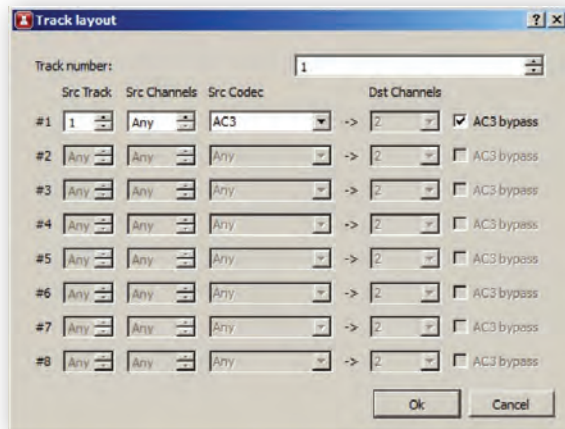 Track layout
Track number: 1
Src Track Src Channels Src Codec Dst Channels
#1 1 Any AC3 -> 2 AC3 bypass
#2 Any Any Any -> 2 AC3 bypass
#3 Any Any Any -> 2 AC3 bypass
#4 Any Any Any -> 2 AC3 bypass
#5 Any Any Any -> 2 AC3 bypass
#6 Any Any Any -> 2 AC3 bypass
#7 Any Any Any -> 2 AC3 bypass
#8 Any Any Any -> 2 AC3 bypass
Ok Cancel